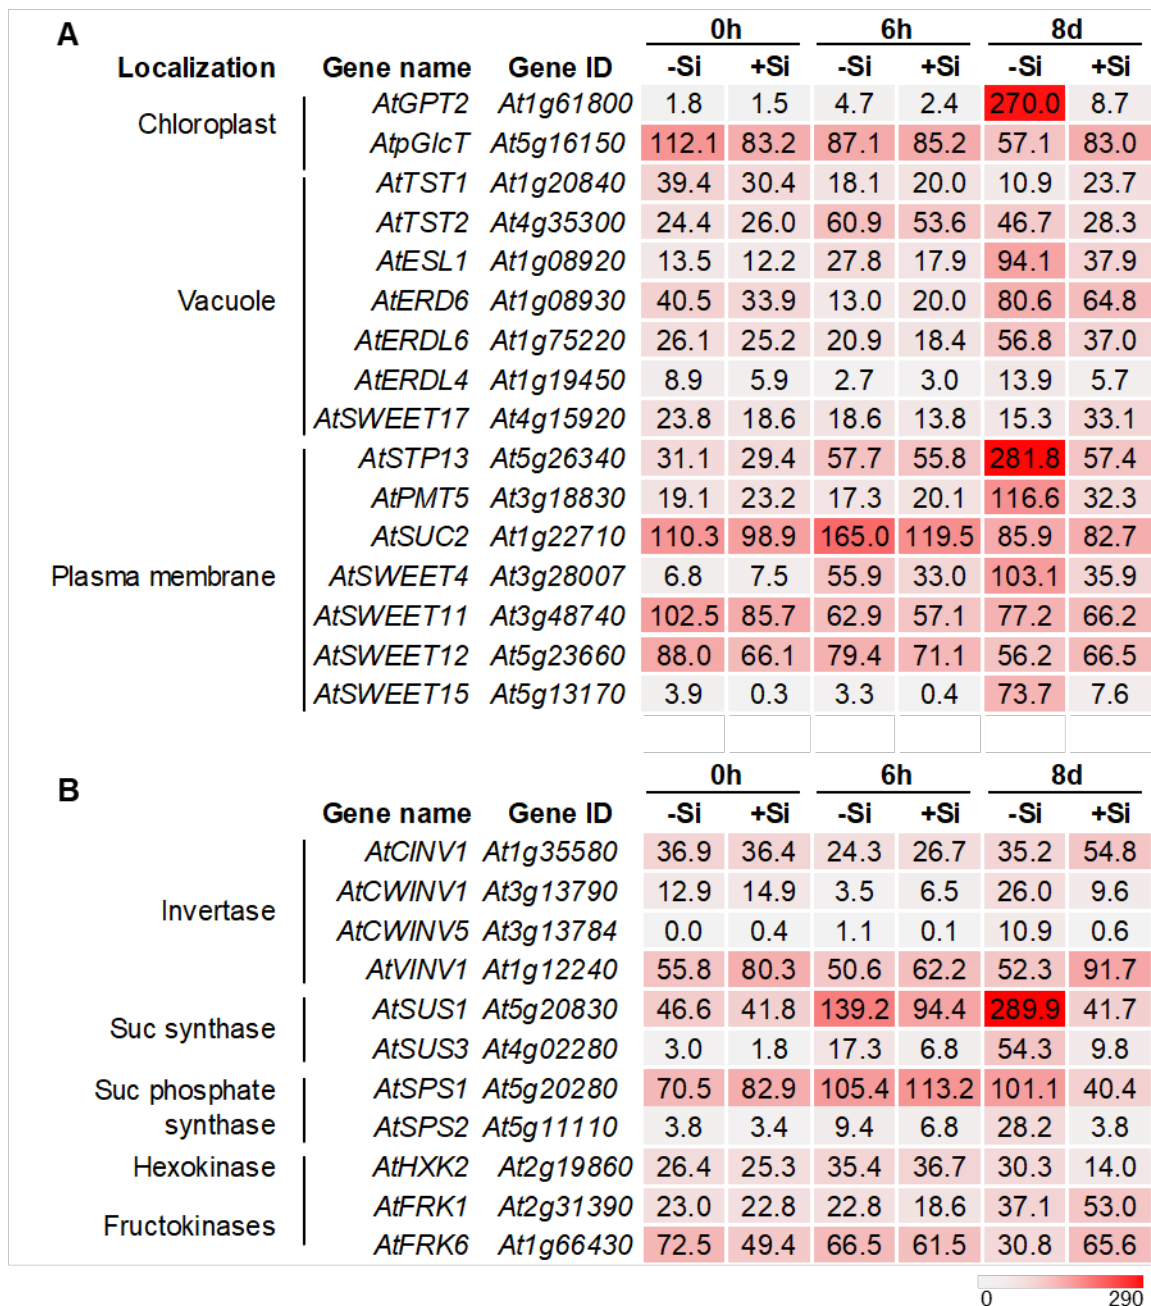 A
0h 6h 8d
Localization Gene name Gene ID -Si +Si -Si +Si -Si +Si
Chloroplast
AtGPT2 At1g61800 1.8 1.5 4.7 2.4 270.0 8.7
AtpGlcT At5g16150 112.1 83.2 87.1 85.2 57.1 83.0
Vacuole
AtTST1 At1g20840 39.4 30.4 18.1 20.0 10.9 23.7
AtTST2 At4g35300 24.4 26.0 60.9 53.6 46.7 28.3
AtESL1 At1g08920 13.5 12.2 27.8 17.9 94.1 37.9
AtERD6 At1g08930 40.5 33.9 13.0 20.0 80.6 64.8
AtERDL6 At1g75220 26.1 25.2 20.9 18.4 56.8 37.0
AtERDL4 At1g19450 8.9 5.9 2.7 3.0 13.9 5.7
AtSWEET17 At4g15920 23.8 18.6 18.6 13.8 15.3 33.1
Plasma membrane
AtSTP13 At5g26340 31.1 29.4 57.7 55.8 281.8 57.4
AtPMT5 At3g18830 19.1 23.2 17.3 20.1 116.6 32.3
AtSUC2 At1g22710 110.3 98.9 165.0 119.5 85.9 82.7
AtSWEET4 At3g28007 6.8 7.5 55.9 33.0 103.1 35.9
AtSWEET11 At3g48740 102.5 85.7 62.9 57.1 77.2 66.2
AtSWEET12 At5g23660 88.0 66.1 79.4 71.1 56.2 66.5
AtSWEET15 At5g13170 3.9 0.3 3.3 0.4 73.7 7.6
B
0h 6h 8d
Gene name Gene ID -Si +Si -Si +Si -Si +Si
Invertase
AtCINV1 At1g35580 36.9 36.4 24.3 26.7 35.2 54.8
AtCWINV1 At3g13790 12.9 14.9 3.5 6.5 26.0 9.6
AtCWINV5 At3g13784 0.0 0.4 1.1 0.1 10.9 0.6
AtVINV1 At1g12240 55.8 80.3 50.6 62.2 52.3 91.7
Suc synthase
AtSUS1 At5g20830 46.6 41.8 139.2 94.4 289.9 41.7
AtSUS3 At4g02280 3.0 1.8 17.3 6.8 54.3 9.8
Suc phosphate
synthase
AtSPS1 At5g20280 70.5 82.9 105.4 113.2 101.1 40.4
AtSPS2 At5g11110 3.8 3.4 9.4 6.8 28.2 3.8
Hexokinase AtHXK2 At2g19860 26.4 25.3 35.4 36.7 30.3 14.0
Fructokinases
AtFRK1 At2g31390 23.0 22.8 22.8 18.6 37.1 53.0
AtFRK6 At1g66430 72.5 49.4 66.5 61.5 30.8 65.6
0 290